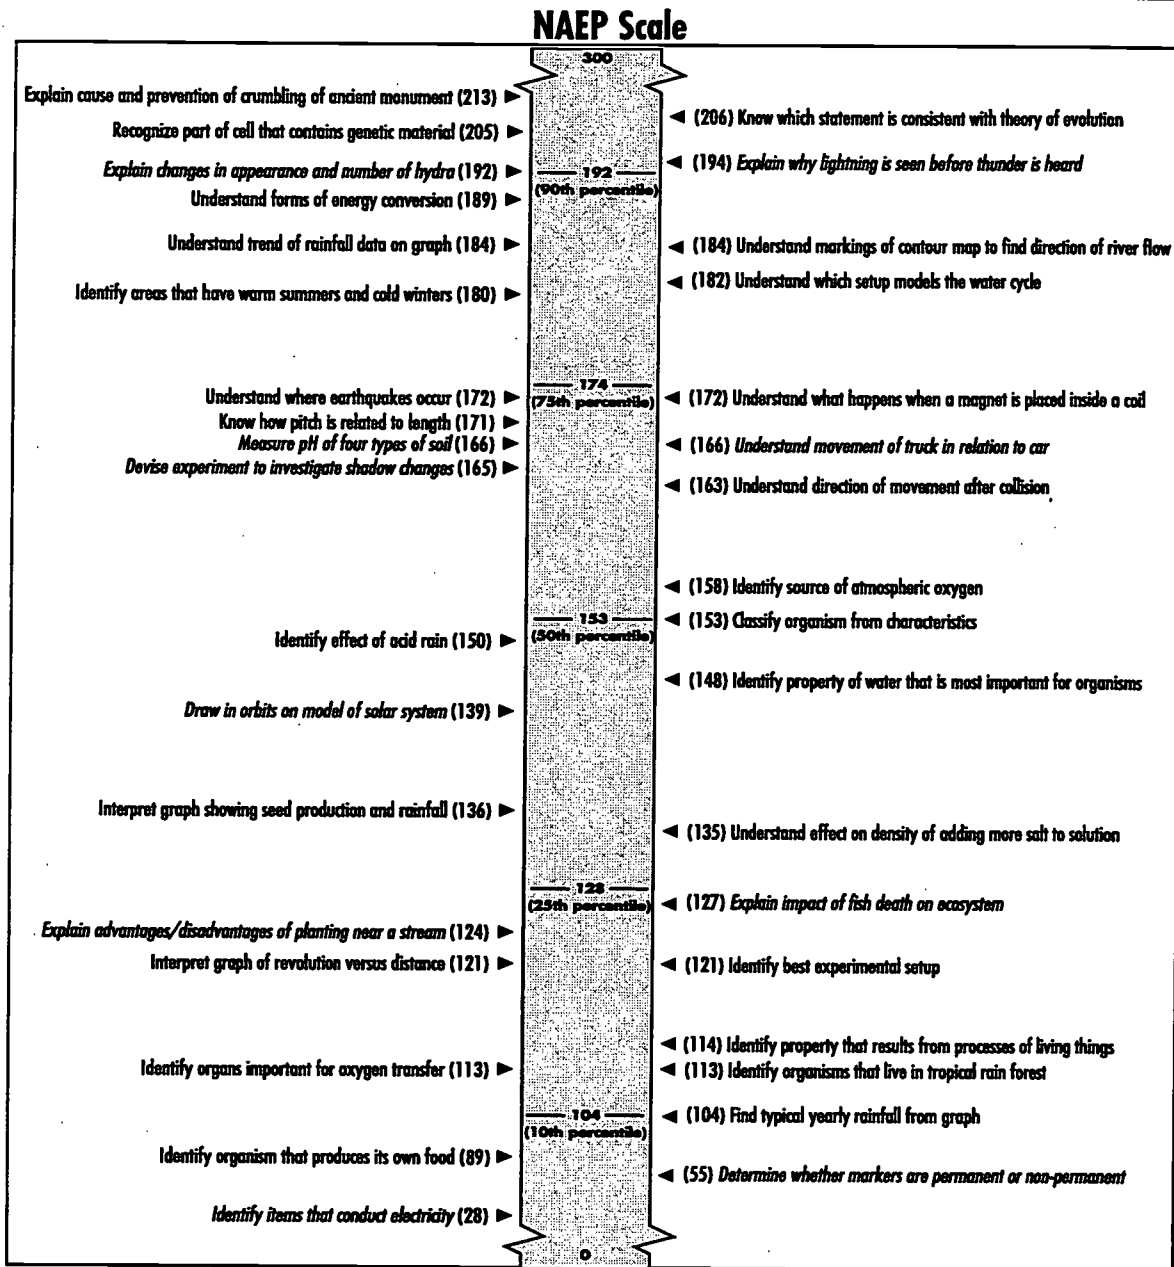 NAEP Scale
300
Explain cause and prevention of crumbling of ancient monument (213) ►
◄ (206) Know which statement is consistent with theory of evolution
Recognize part of cell that contains genetic material (205) ►
◄ (194) Explain why lightning is seen before thunder is heard
Explain changes in appearance and number of hydra (192) ►
192
(90th percentile)
Understand forms of energy conversion (189) ►
Understand trend of rainfall data on graph (184) ►
◄ (184) Understand markings of contour map to find direction of river flow
◄ (182) Understand which setup models the water cycle
Identify areas that have warm summers and cold winters (180) ►
174
(75th percentile)
Understand where earthquakes occur (172) ►
◄ (172) Understand what happens when a magnet is placed inside a coil
Know how pitch is related to length (171) ►
Measure pH of four types of soil (166) ►
◄ (166) Understand movement of truck in relation to car
Devise experiment to investigate shadow changes (165) ►
◄ (163) Understand direction of movement after collision
◄ (158) Identify source of atmospheric oxygen
153
(50th percentile)
◄ (153) Classify organism from characteristics
Identify effect of acid rain (150) ►
◄ (148) Identify property of water that is most important for organisms
Draw in orbits on model of solar system (139) ►
Interpret graph showing seed production and rainfall (136) ►
◄ (135) Understand effect on density of adding more salt to solution
128
(25th percentile)
◄ (127) Explain impact of fish death on ecosystem
Explain advantages/disadvantages of planting near a stream (124) ►
Interpret graph of revolution versus distance (121) ►
◄ (121) Identify best experimental setup
◄ (114) Identify property that results from processes of living things
Identify organs important for oxygen transfer (113) ►
◄ (113) Identify organisms that live in tropical rain forest
104
(10th percentile)
◄ (104) Find typical yearly rainfall from graph
Identify organism that produces its own food (89) ►
◄ (55) Determine whether markers are permanent or non-permanent
Identify items that conduct electricity (28) ►
0